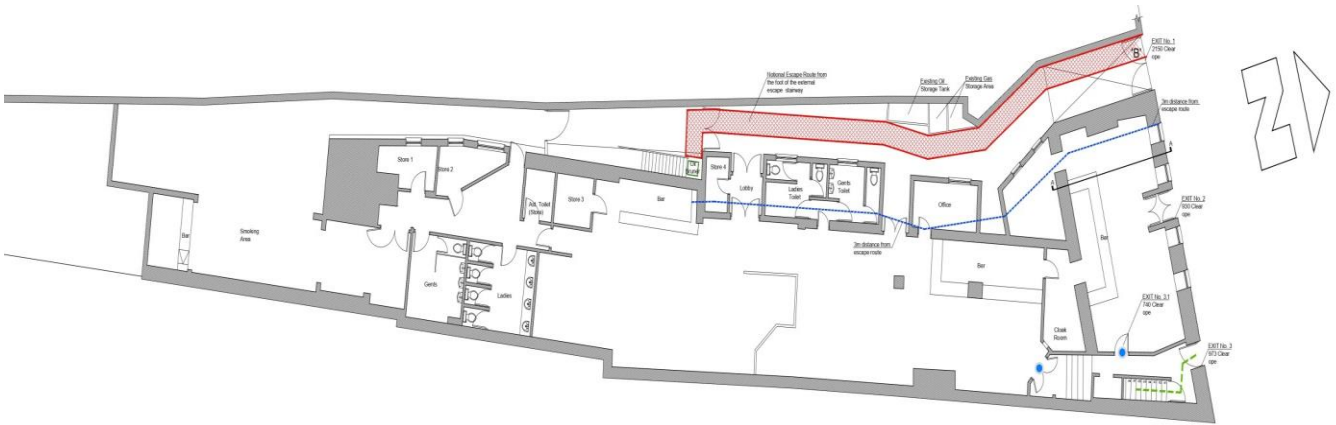 EXIT No. 1
2150 Clear
ope
"B"
Notional Escape Route from
the foot of the external
escape stairway
Existing Oil
Storage Tank
Existing Gas
Storage Area
3m distance from
escape route
A
A
Store 1
Store 2
Store 4
Lobby
Ladies
Toilet
Gents
Toilet
Office
Store 3
Bar
(Store)
EXIT No. 2
930 Clear
ope
Bar
Smoking
Area
3m distance from
escape route
Bar
Bar
Gents
Ladies
EXIT No. 3.1
740 Clear
ope
Cloak
Room
EXIT No. 3
973 Clear
ope